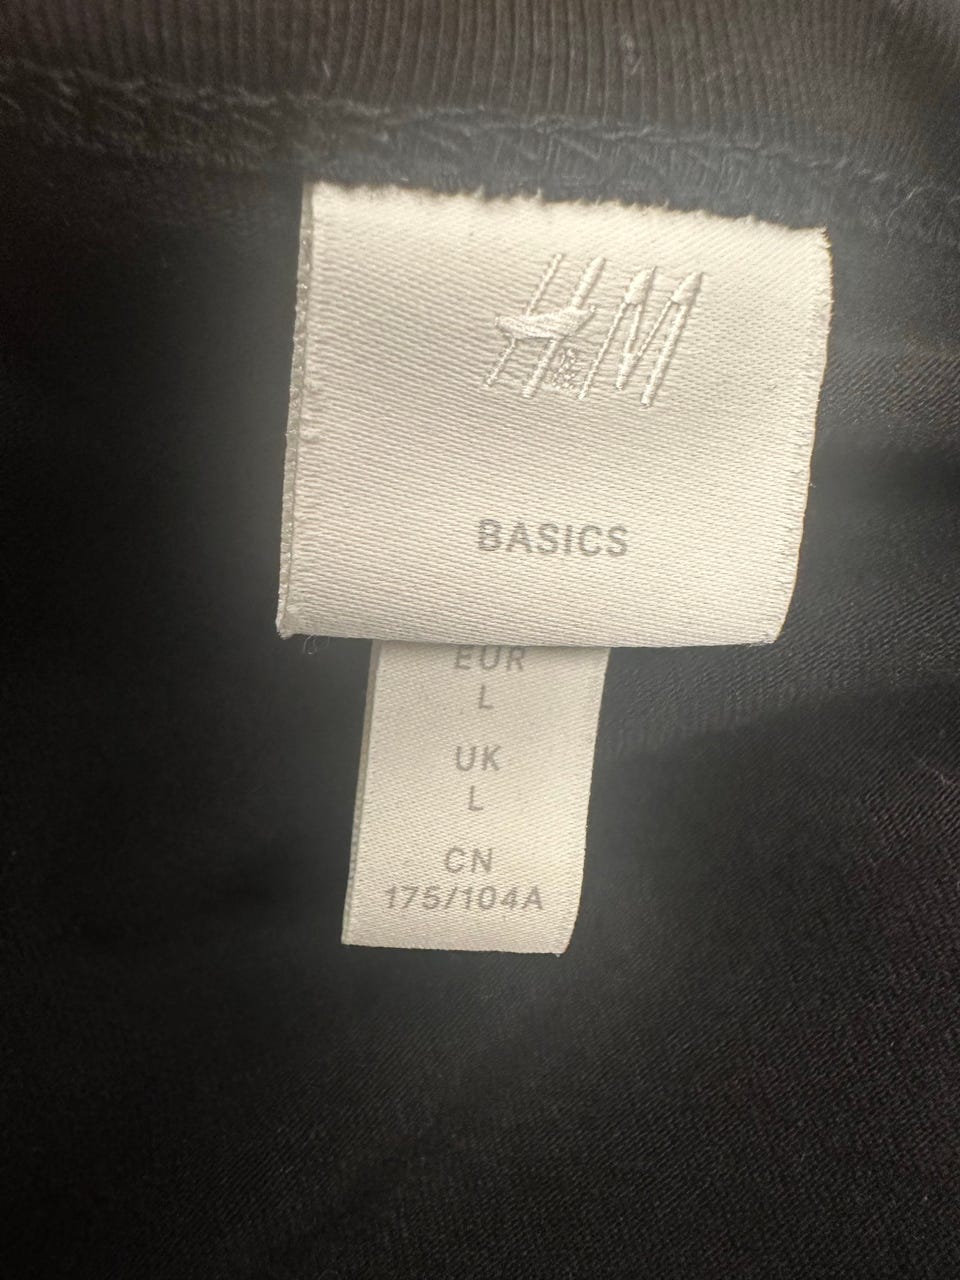 H&M
BASICS
EUR
L
UK
L
CN
175/104A